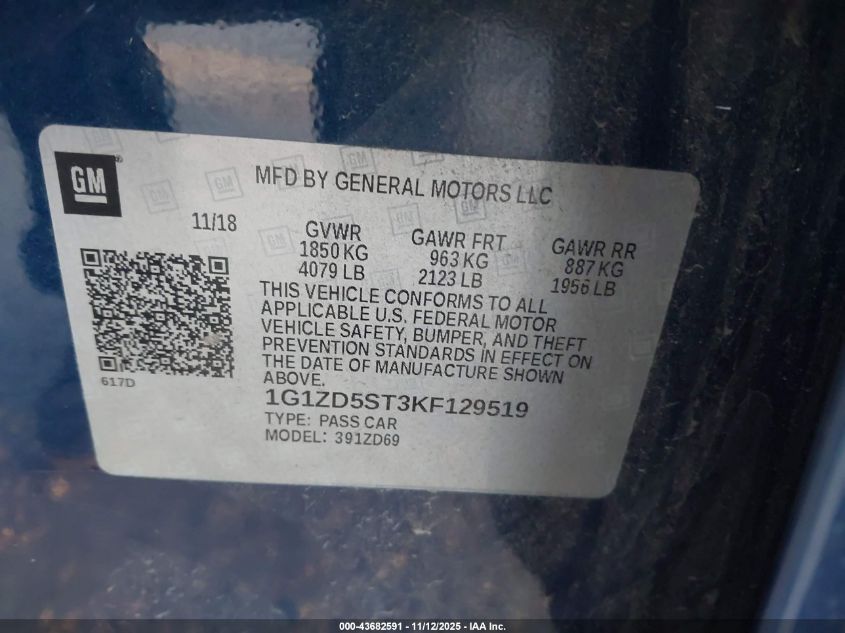 GM
MFD BY GENERAL MOTORS LLC
11/18
GVWR
1850 KG
4079 LB
GAWR FRT
963 KG
2123 LB
GAWR RR
887 KG
1956 LB
THIS VEHICLE CONFORMS TO ALL
APPLICABLE U.S. FEDERAL MOTOR
VEHICLE SAFETY, BUMPER, AND THEFT
PREVENTION STANDARDS IN EFFECT ON
THE DATE OF MANUFACTURE SHOWN
ABOVE.
617D
1G1ZD5ST3KF129519
TYPE: PASS CAR
MODEL: 391ZD69
000-43682591 - 11/12/2025 - IAA Inc.